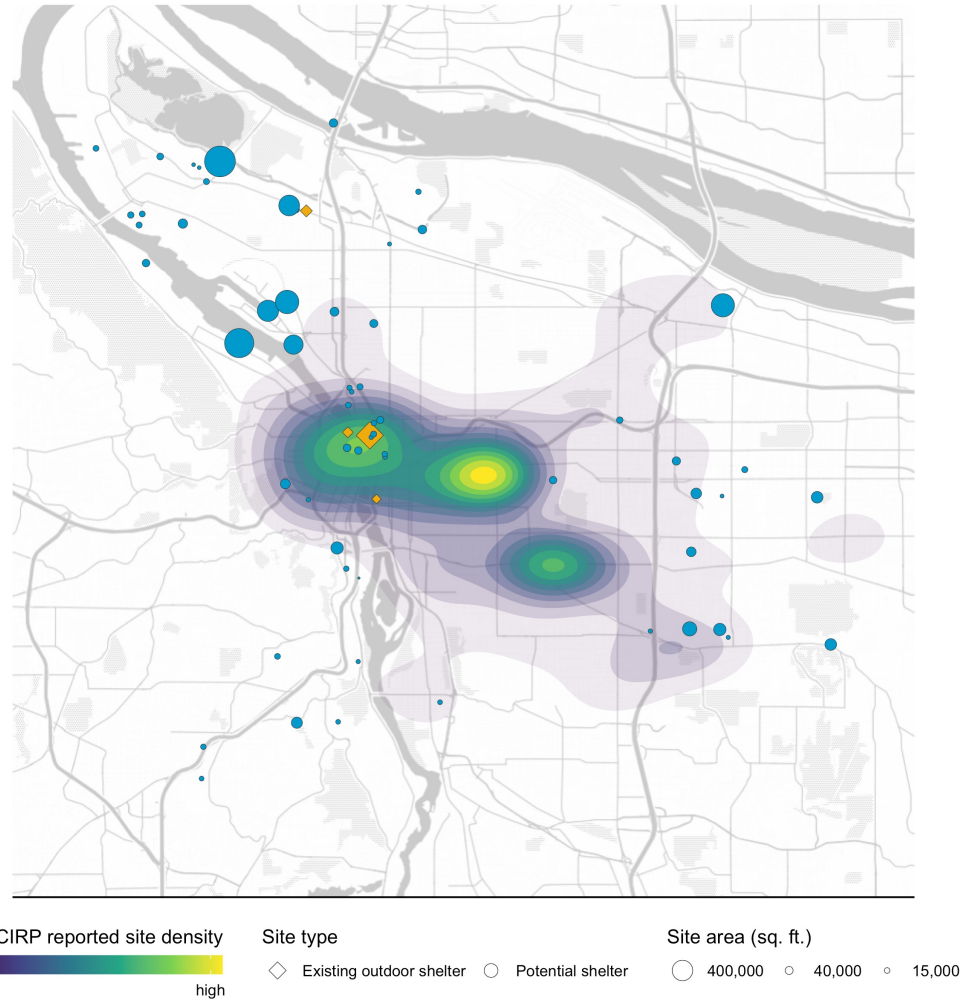 CIRP reported site density
high
Site type
Existing outdoor shelter
Potential shelter
Site area (sq. ft.)
400,000
40,000
15,000